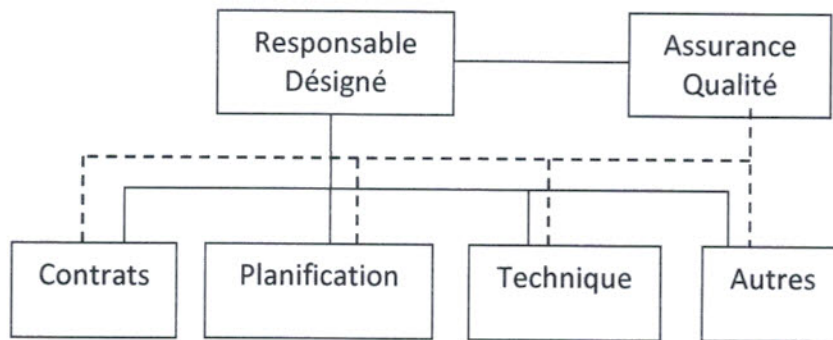 Responsable
Désigné
Assurance
Qualité
Contrats
Planification
Technique
Autres